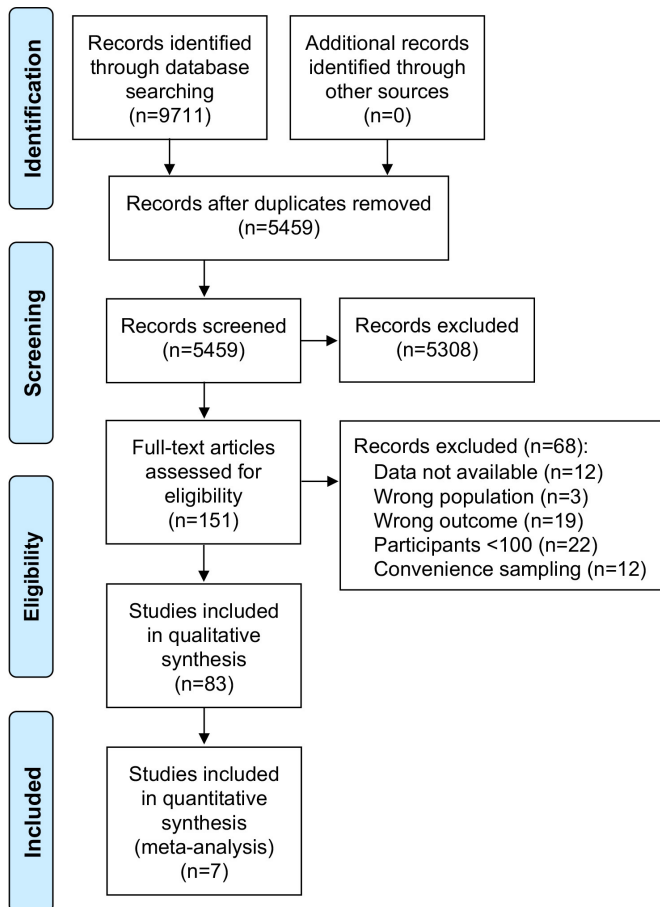 Identification
Records identified
through database
searching
(n=9711)
Additional records
identified through
other sources
(n=0)
Records after duplicates removed
(n=5459)
Screening
Records screened
(n=5459)
Records excluded
(n=5308)
Eligibility
Full-text articles
assessed for
eligibility
(n=151)
Records excluded (n=68):
Data not available (n=12)
Wrong population (n=3)
Wrong outcome (n=19)
Participants <100 (n=22)
Convenience sampling (n=12)
Studies included
in qualitative
synthesis
(n=83)
Included
Studies included
in quantitative
synthesis
(meta-analysis)
(n=7)